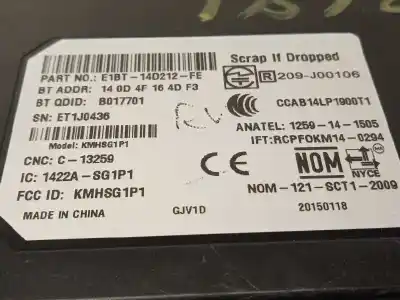 Scrap If Dropped
PART NO.: E1BT-14D212-FE
R 209-J00106
BT ADDR: 14 0D 4F 16 4D F3
BT QDID: B017701
CCAB14LP1900T1
SN: ET1J0436
ANATEL: 1259-14-1505
Model: KMHSG1P1
IFT:RCPFOKM14-0294
CNC: C-13259
CE
NOM
NYCE
IC: 1422A-SG1P1
FCC ID: KMHSG1P1
NOM-121-SCT1-2009
MADE IN CHINA
GJV1D
20150118